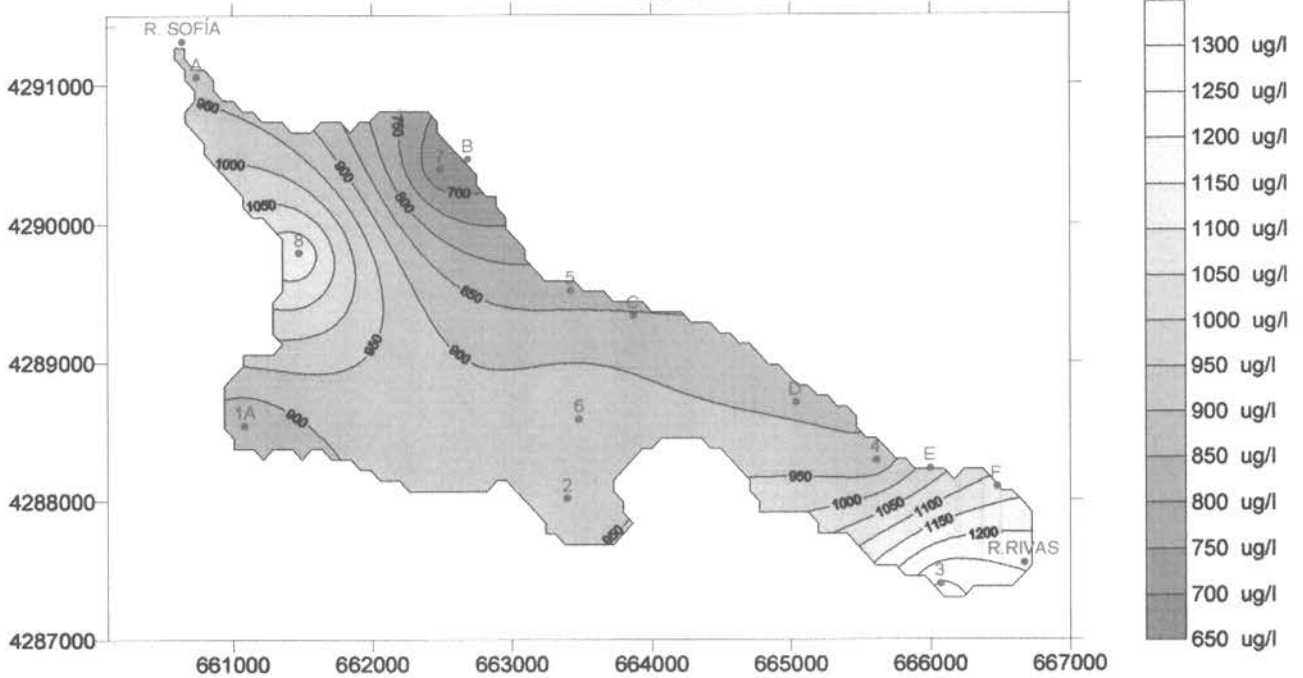 R. SOFÍA
A
4291000
4290000
4289000
4288000
4287000
661000
662000
663000
664000
665000
666000
667000
950
1000
1050
8
900
750
7
B
700
800
850
5
C
950
900
1A
900
6
2
950
D
4
E
F
950
1000
1050
1100
1150
1200
R.RIVAS
3
1300 ug/l
1250 ug/l
1200 ug/l
1150 ug/l
1100 ug/l
1050 ug/l
1000 ug/l
950 ug/l
900 ug/l
850 ug/l
800 ug/l
750 ug/l
700 ug/l
650 ug/l